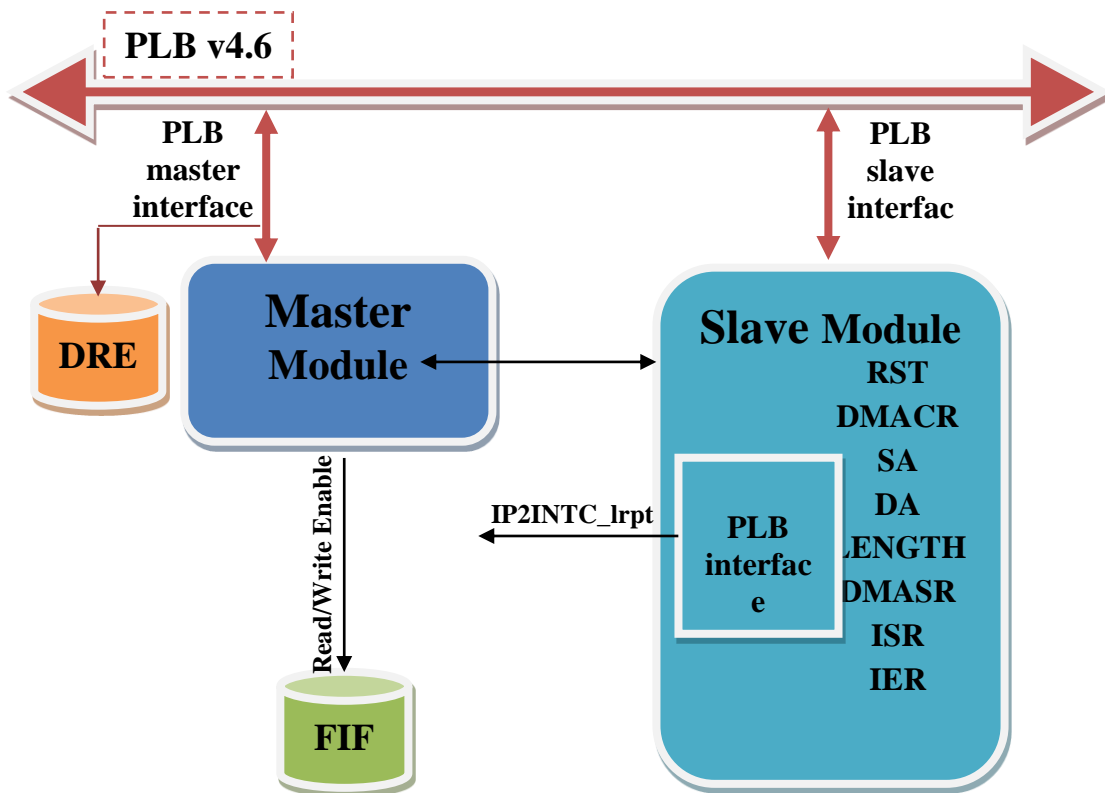 PLB v4.6
PLB
master
interface
PLB
slave
interfac
DRE
Master
Module
Slave Module
RST
DMACR
SA
DA
LENGTH
DMASR
ISR
IER
PLB
interfac
e
IP2INTC_lrpt
Read/Write Enable
FIF